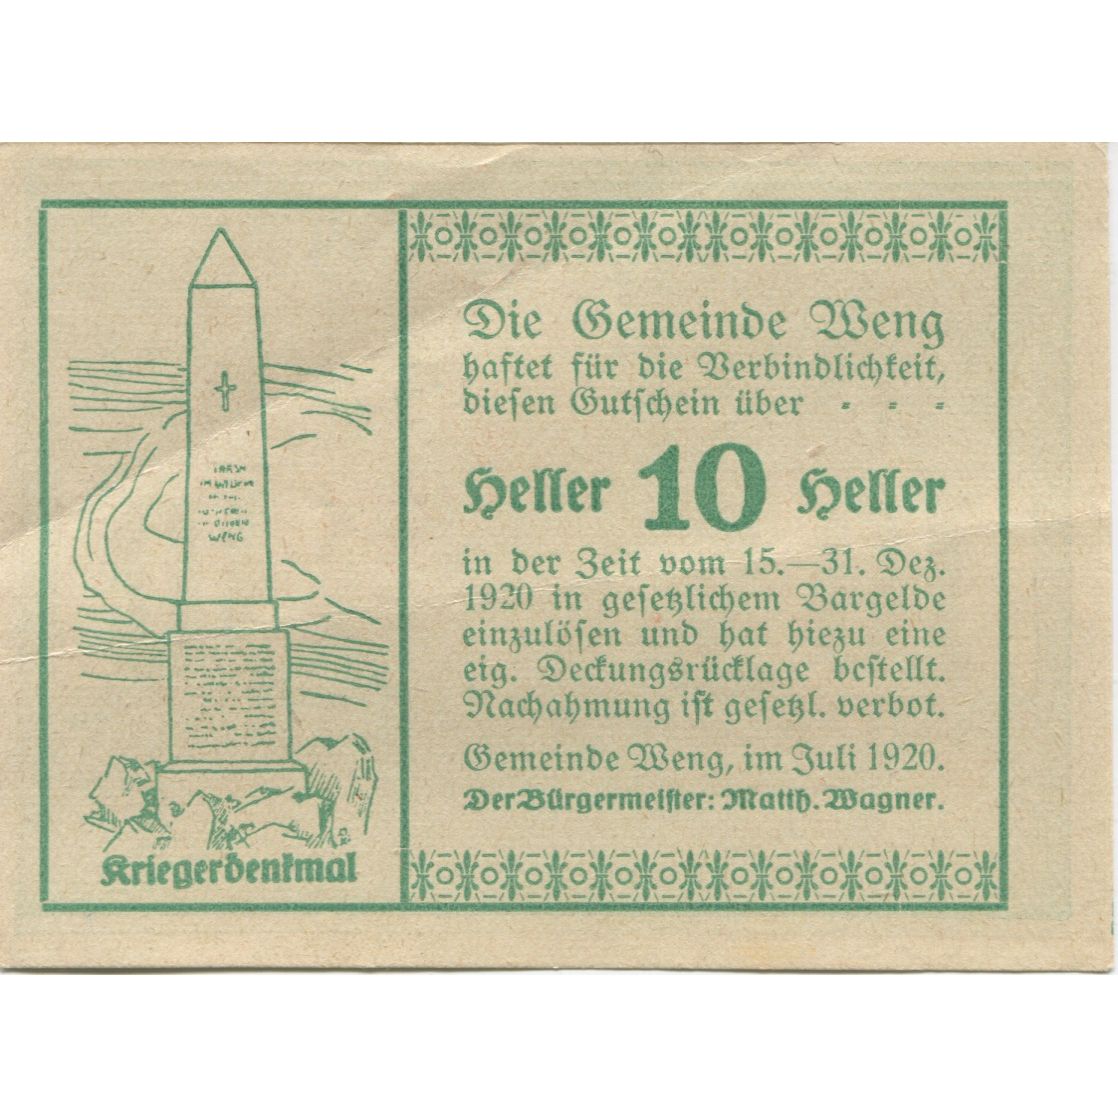 WENG
Kriegerdenkmal
Die Gemeinde Weng
haftet für die Verbindlichkeit,
diesen Gutschein über - - -
Heller 10 Heller
in der Zeit vom 15.—31. Dez.
1920 in gesetzlichem Bargelde
einzulösen und hat hiezu eine
eig. Deckungsrücklage bestellt.
Nachahmung ist gesetzl. verbot.
Gemeinde Weng, im Juli 1920.
Der Bürgermeister: Matth. Wagner.